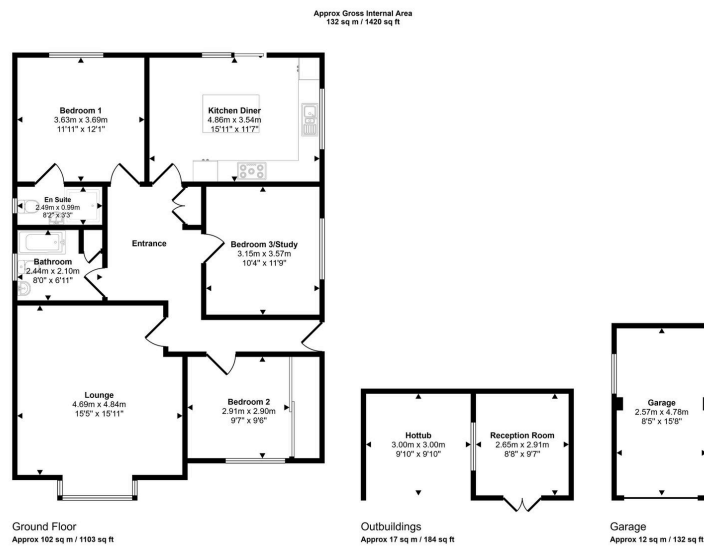 Approx Gross Internal Area
132 sq m / 1420 sq ft
Bedroom 1
3.63m x 3.69m
11'11" x 12'1"
Kitchen Diner
4.86m x 3.54m
15'11" x 11'7"
En Suite
2.49m x 0.99m
8'2" x 3'3"
Entrance
Bedroom 3/Study
3.15m x 3.57m
10'4" x 11'9"
Bathroom
2.44m x 2.10m
8'0" x 6'11"
Lounge
4.69m x 4.84m
15'5" x 15'11"
Bedroom 2
2.91m x 2.90m
9'7" x 9'6"
Hottub
3.00m x 3.00m
9'10" x 9'10"
Reception Room
2.65m x 2.91m
8'8" x 9'7"
Garage
2.57m x 4.78m
8'5" x 15'8"
Ground Floor
Approx 102 sq m / 1103 sq ft
Outbuildings
Approx 17 sq m / 184 sq ft
Garage
Approx 12 sq m / 132 sq ft